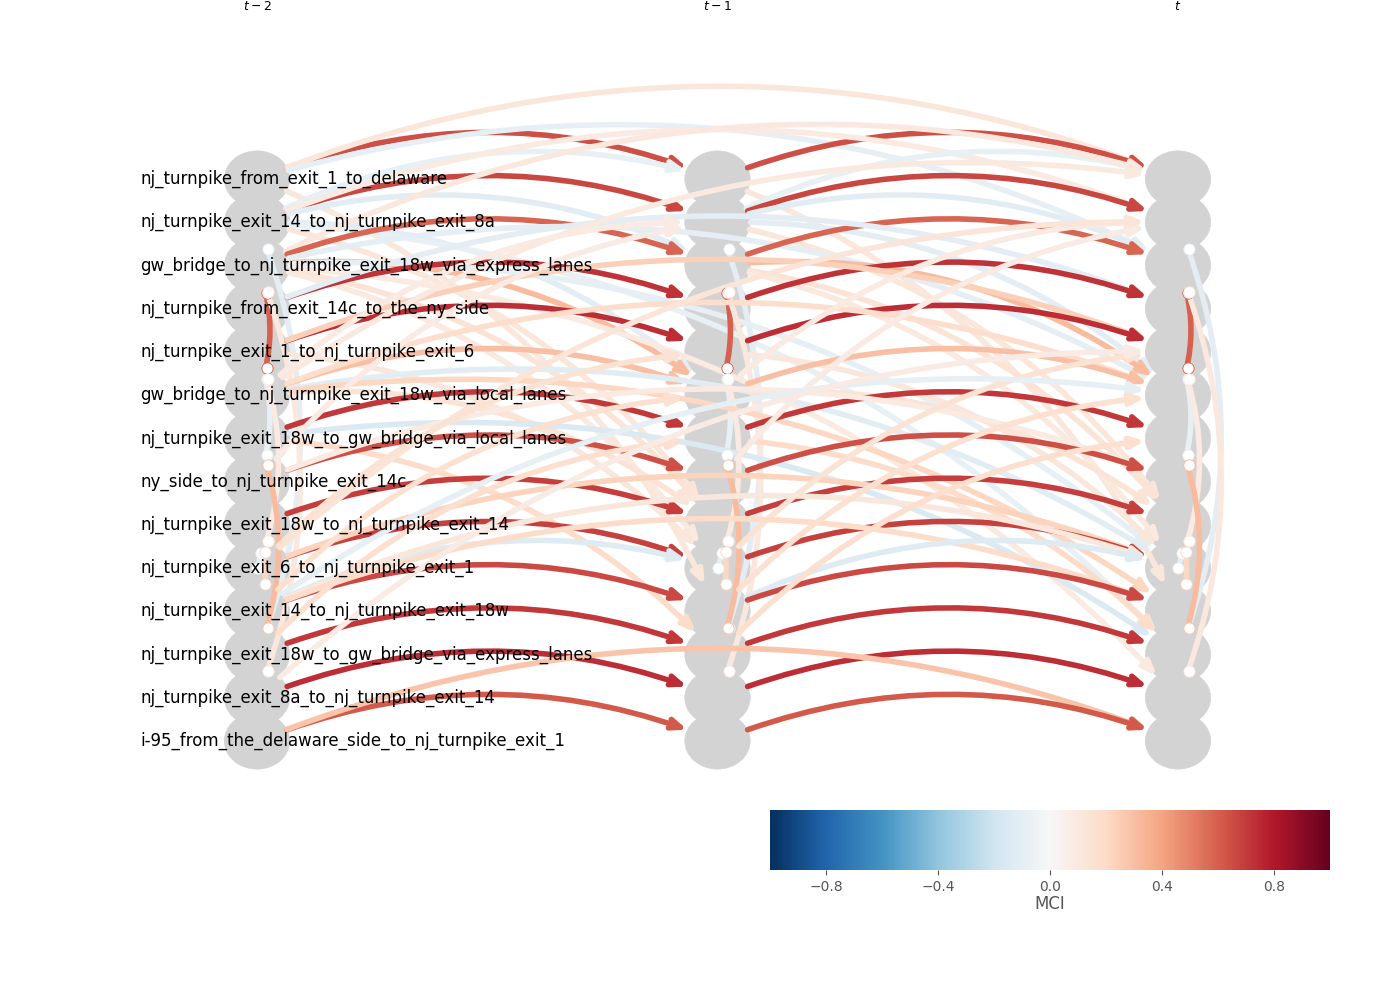 t − 2 t − 1 t
nj_turnpike_from_exit_1_to_delaware
nj_turnpike_exit_14_to_nj_turnpike_exit_8a
gw_bridge_to_nj_turnpike_exit_18w_via_express_lanes
nj_turnpike_from_exit_14c_to_the_ny_side
nj_turnpike_exit_1_to_nj_turnpike_exit_6
gw_bridge_to_nj_turnpike_exit_18w_via_local_lanes
nj_turnpike_exit_18w_to_gw_bridge_via_local_lanes
ny_side_to_nj_turnpike_exit_14c
nj_turnpike_exit_18w_to_nj_turnpike_exit_14
nj_turnpike_exit_6_to_nj_turnpike_exit_1
nj_turnpike_exit_14_to_nj_turnpike_exit_18w
nj_turnpike_exit_18w_to_gw_bridge_via_express_lanes
nj_turnpike_exit_8a_to_nj_turnpike_exit_14
i-95_from_the_delaware_side_to_nj_turnpike_exit_1
−0.8 −0.4 0.0 0.4 0.8
MCI